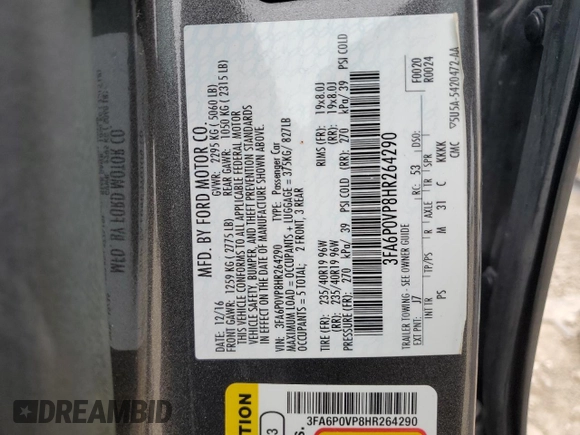 MFD. BY FORD MOTOR CO.
12/16 GVWR: 2295 KG ( 5060 LB)
FRONT GAWR: 1259 KG ( 2775 LB) REAR GAWR: 1050 KG ( 2315 LB)
THIS VEHICLE CONFORMS TO ALL APPLICABLE FEDERAL MOTOR
VEHICLE SAFETY, BUMPER, AND THEFT PREVENTION STANDARDS
IN EFFECT ON THE DATE OF MANUFACTURE SHOWN ABOVE.
VIN: 3FA6P0VP8HR264290 TYPE: Passenger Car
MAXIMUM LOAD = OCCUPANTS + LUGGAGE = 375KG/ 827LB
OCCUPANTS = 5 TOTAL; 2 FRONT, 3 REAR
TIRE (FR): 235/40R19 96W RIMS (FR): 19x8.0J
(RR): 235/40R19 96W (RR): 19x8.0J
PRESSURE (FR): 270 kPa/ 39 PSI COLD (RR): 270 kPa/ 39 PSI COLD
3FA6P0VP8HR264290
TRAILER TOWING - SEE OWNER GUIDE F0020
R0024
EXT PNT: J7 RC: 53 DSO:
INT TR TP/PS R AXLE TR SPR
PS M 31 C KKKK
CMC 5U5A-5420472-AA
3FA6P0VP8HR264290
DREAMBID